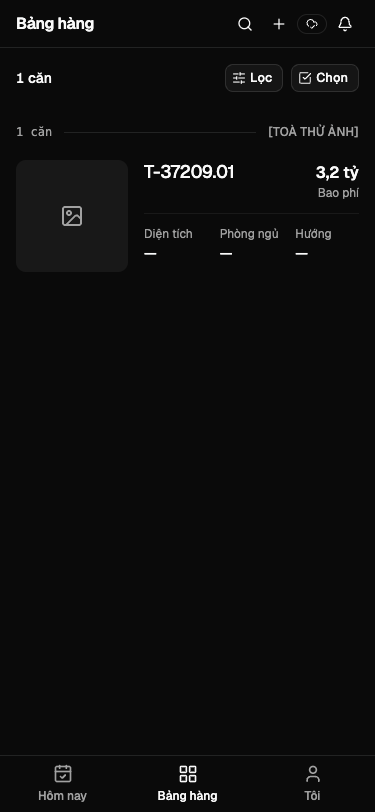 Bảng hàng
1 căn
Lọc
Chọn
1 căn
[TOÀ THỬ ẢNH]
T-37209.01
3,2 tỷ
Bao phí
Diện tích
Phòng ngủ
Hướng
—
—
—
Hôm nay
Bảng hàng
Tôi